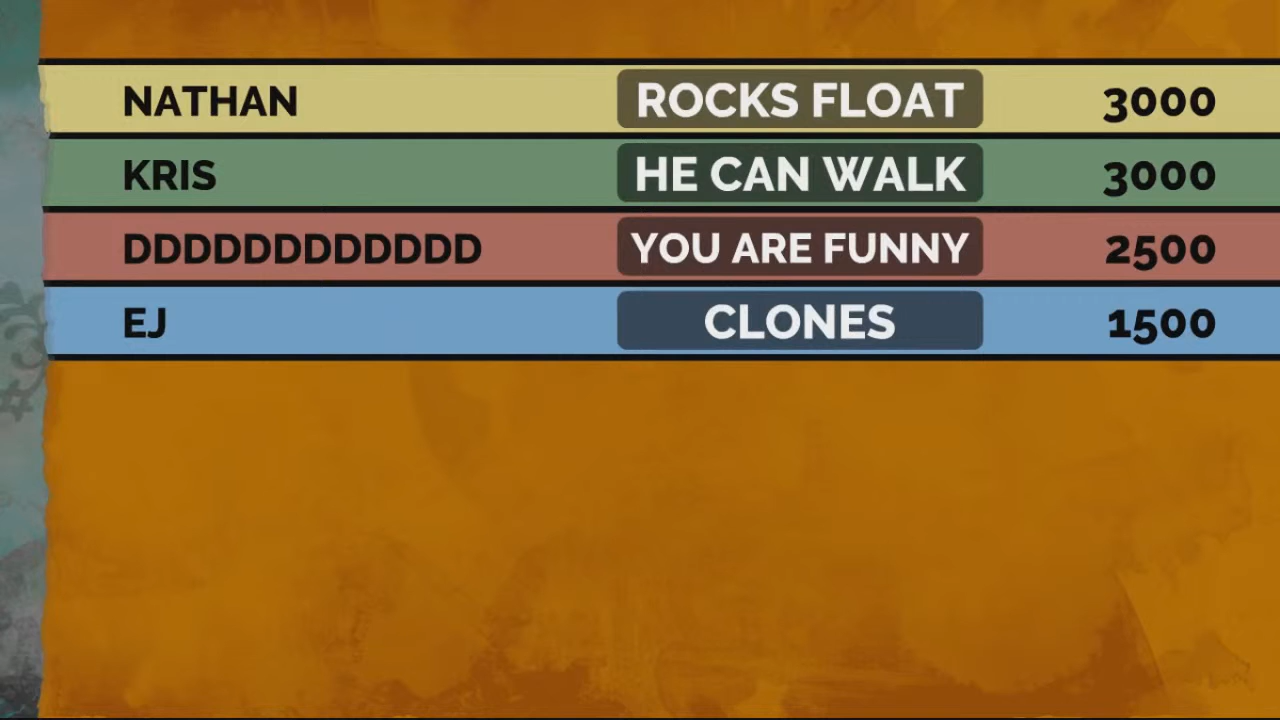 NATHAN ROCKS FLOAT 3000
KRIS HE CAN WALK 3000
DDDDDDDDDDDD YOU ARE FUNNY 2500
EJ CLONES 1500